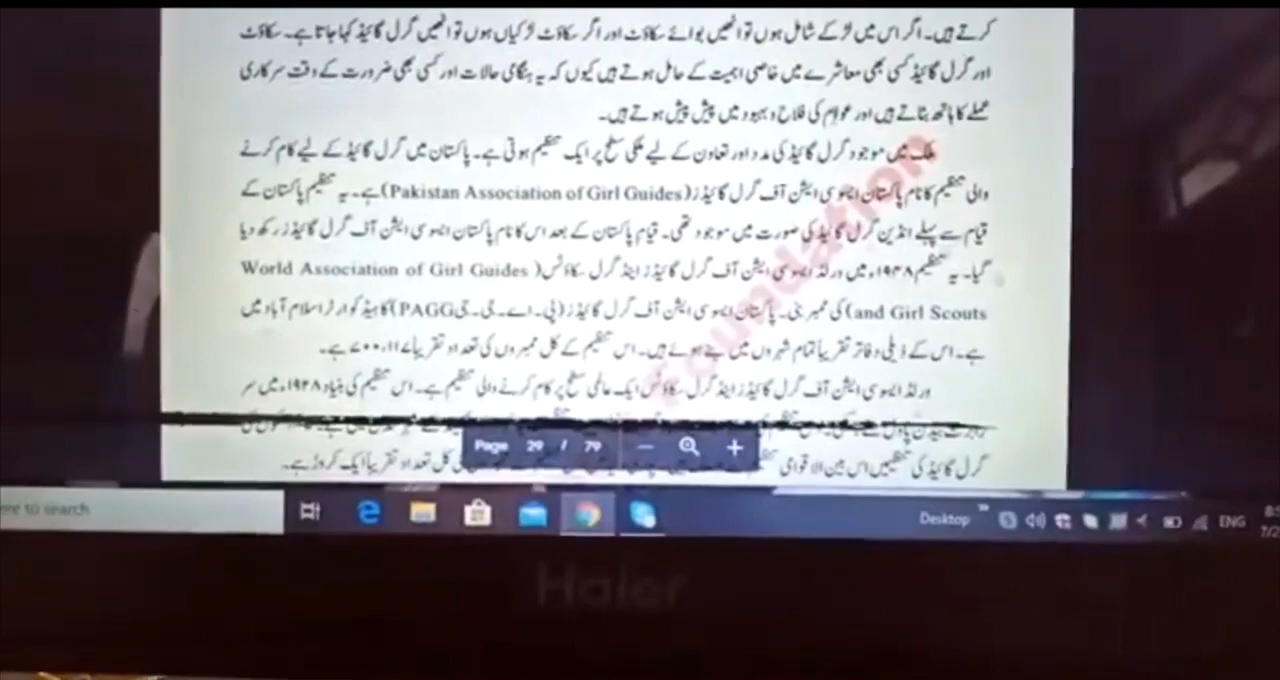 کرتے ہیں۔ اگر اس میں لڑکے شامل ہوں تو انھیں بوائے سکاؤٹ اور اگر سکاؤٹ لڑکیاں ہوں تو انھیں گرل گائیڈ کہا جاتا ہے۔ سکاؤٹ
اور گرل گائیڈ کسی بھی معاشرے میں خاصی اہمیت کے حامل ہوتے ہیں کیوں کہ یہ ہنگامی حالات اور کسی بھی ضرورت کے وقت سرکاری
عملے کا ہاتھ بٹاتے ہیں اور عوام کی فلاح و بہبود میں پیش پیش ہوتے ہیں۔
ملک میں موجود گرل گائیڈ کی مدد اور تعاون کے لیے ملکی سطح پر ایک تنظیم ہوتی ہے۔ پاکستان میں گرل گائیڈ کے لیے کام کرنے
والی تنظیم کا نام پاکستان ایسوسی ایشن آف گرل گائیڈز (Pakistan Association of Girl Guides) ہے۔ یہ تنظیم پاکستان کے
قیام سے پہلے انڈین گرل گائیڈ کی صورت میں موجود تھی۔ قیام پاکستان کے بعد اس کا نام پاکستان ایسوسی ایشن آف گرل گائیڈز رکھ دیا
گیا۔ یہ تنظیم ۱۹۴۸ء میں ورلڈ ایسوسی ایشن آف گرل گائیڈز اینڈ گرل سکاؤٹس (World Association of Girl Guides
and Girl Scouts) کی ممبر بنی۔ پاکستان ایسوسی ایشن آف گرل گائیڈز (پی۔اے۔جی۔جی PAGG) کا ہیڈ کوارٹر اسلام آباد میں
ہے۔ اس کے ذیلی دفاتر تقریباً تمام شہروں میں بنے ہوئے ہیں۔ اس تنظیم کے کل ممبروں کی تعداد تقریباً ۱۱۷،۷۰۰ ہے۔
ورلڈ ایسوسی ایشن آف گرل گائیڈز اینڈ گرل سکاؤٹس ایک عالمی سطح پر کام کرنے والی تنظیم ہے۔ اس تنظیم کی بنیاد ۱۹۲۸ء میں سر
گرل گائیڈ کی تنظیمیں اس بین الاقوامی کل تعداد تقریباً ایک کروڑ ہے۔
Foundation
Page 29 / 79
ere to search
Desktop
ENG
Haier